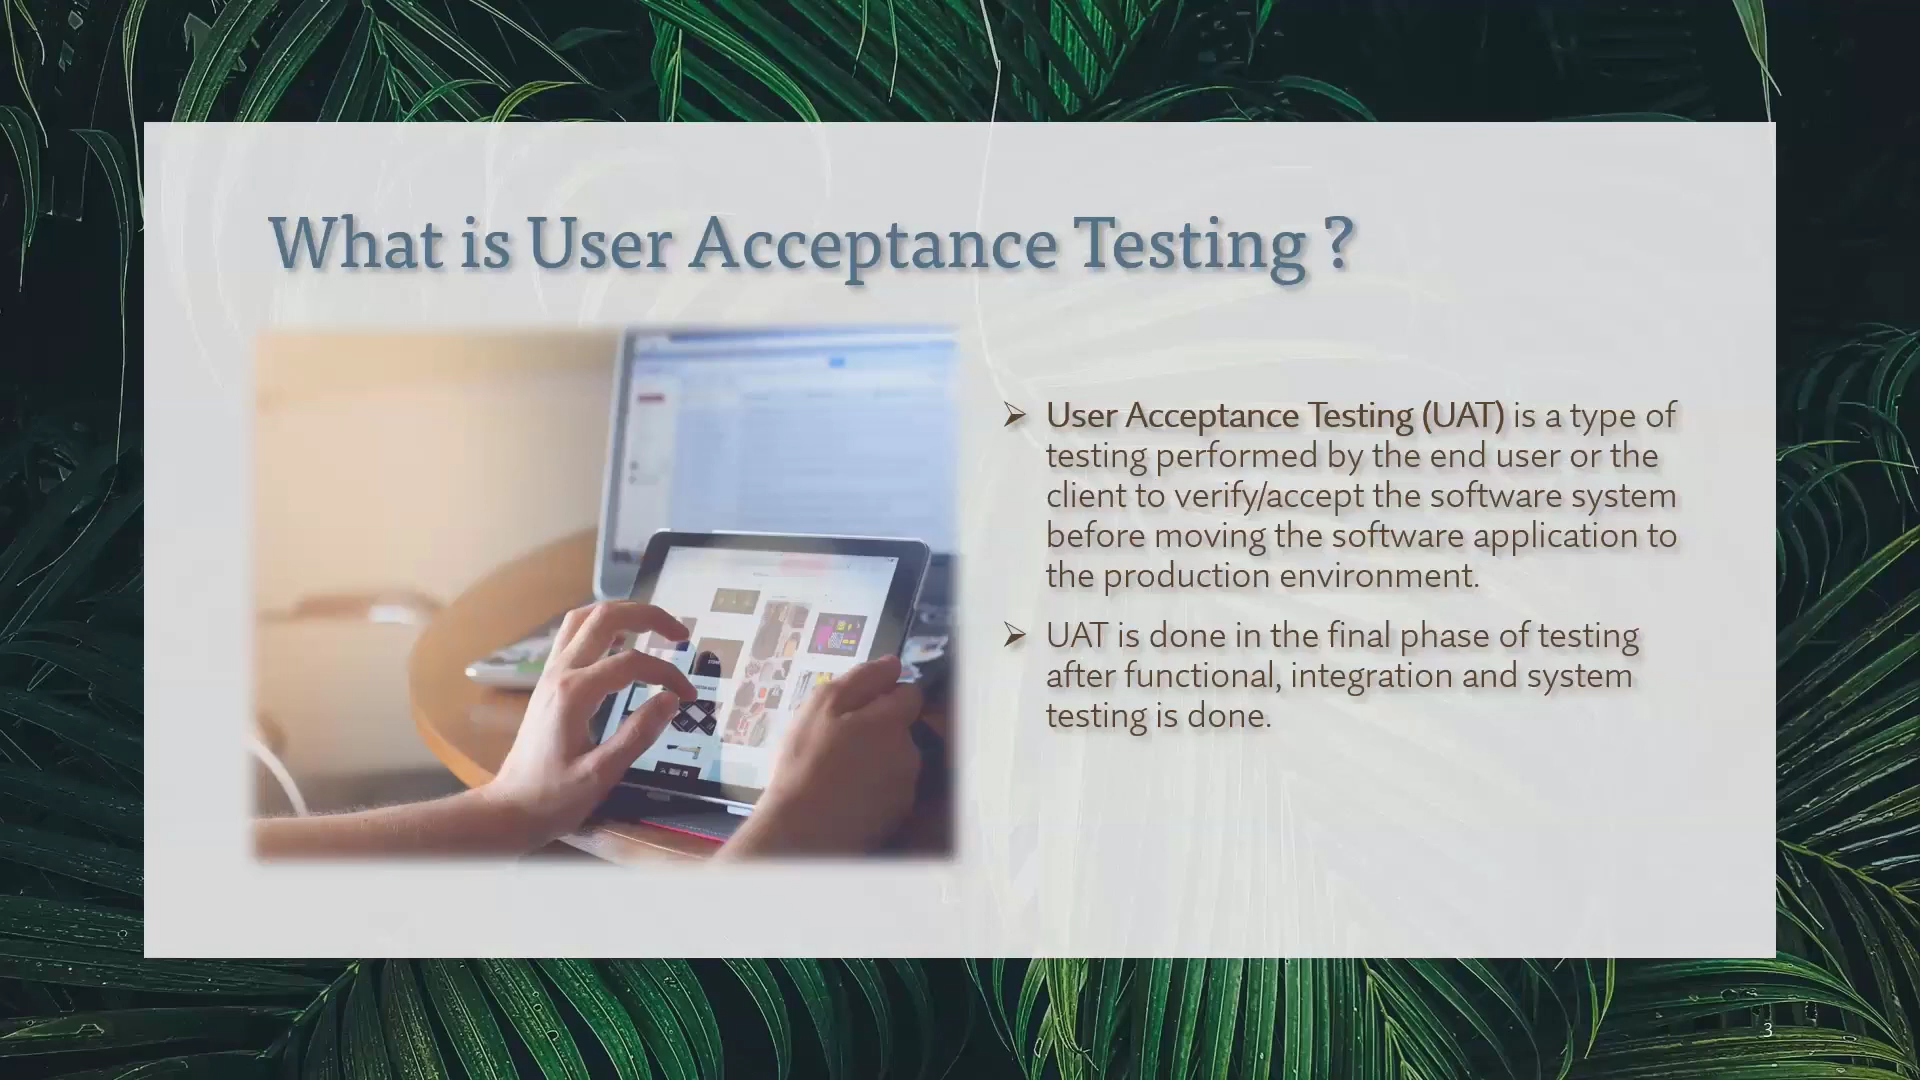 What is User Acceptance Testing ?
➢ User Acceptance Testing (UAT) is a type of
testing performed by the end user or the
client to verify/accept the software system
before moving the software application to
the production environment.
➢ UAT is done in the final phase of testing
after functional, integration and system
testing is done.
3